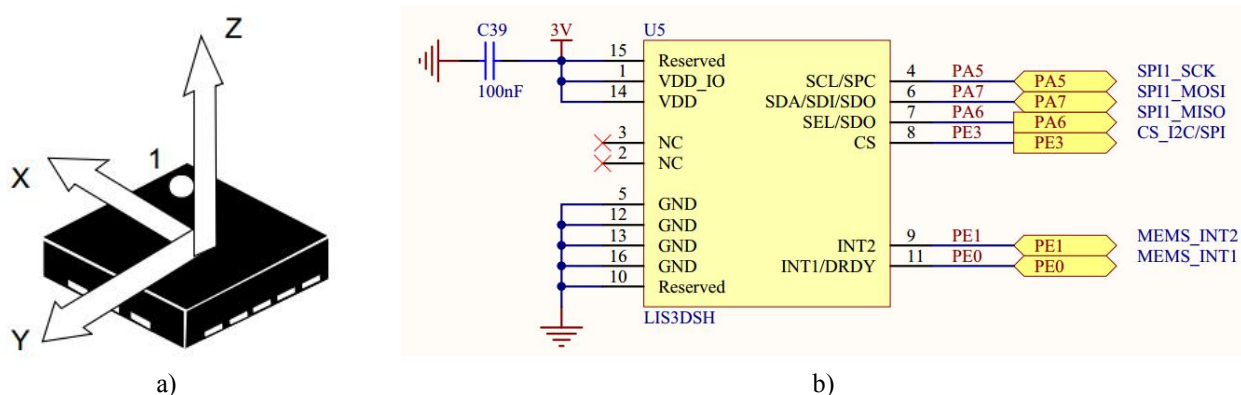 Z
1
X
Y
a)
C39
100nF
3V
U5
15 Reserved
1 VDD_IO
14 VDD
3 NC
2 NC
5 GND
12 GND
13 GND
16 GND
10 Reserved
SCL/SPC 4 PA5 PA5 SPI1_SCK
SDA/SDI/SDO 6 PA7 PA7 SPI1_MOSI
SEL/SDO 7 PA6 PA6 SPI1_MISO
CS 8 PE3 PE3 CS_I2C/SPI
INT2 9 PE1 PE1 MEMS_INT2
INT1/DRDY 11 PE0 PE0 MEMS_INT1
LIS3DSH
b)